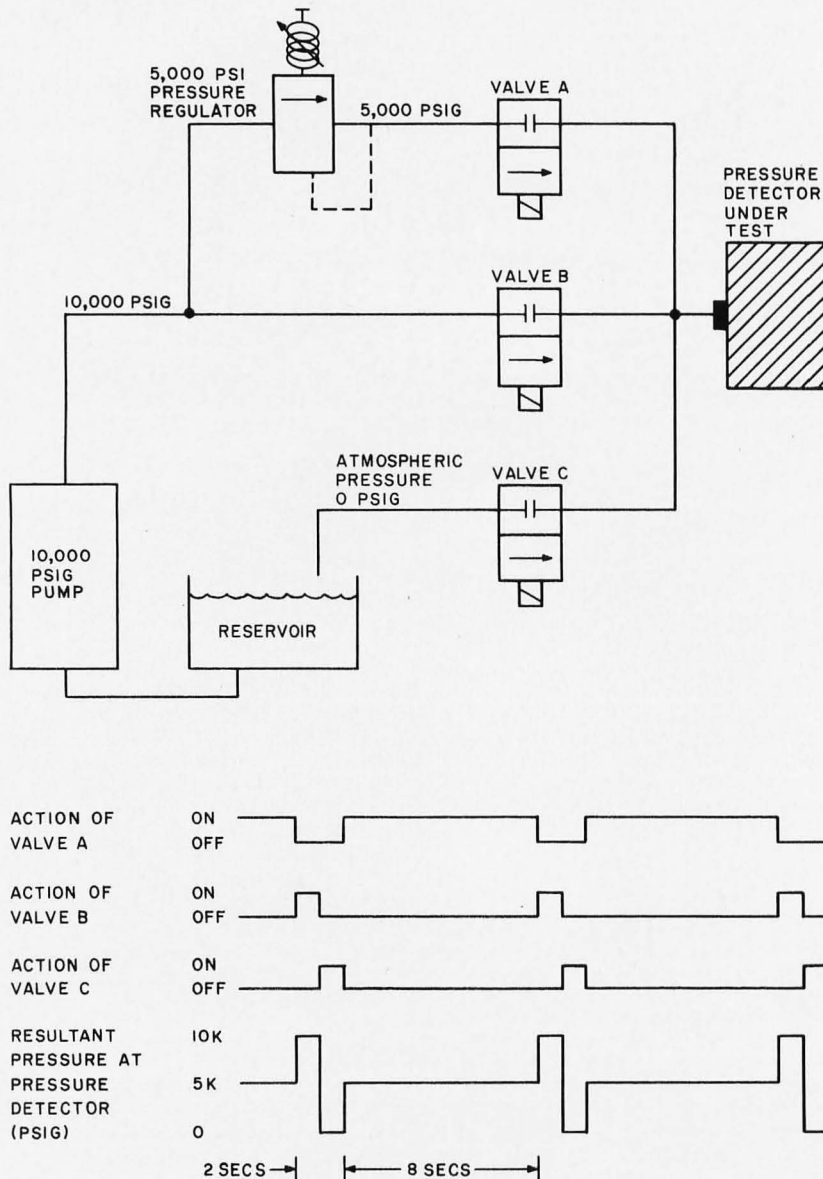 5,000 PSI
PRESSURE
REGULATOR
5,000 PSIG
VALVE A
PRESSURE
DETECTOR
UNDER
TEST
10,000 PSIG
VALVE B
ATMOSPHERIC
PRESSURE
0 PSIG
VALVE C
10,000
PSIG
PUMP
RESERVOIR
ACTION OF
VALVE A
ON
OFF
ACTION OF
VALVE B
ON
OFF
ACTION OF
VALVE C
ON
OFF
RESULTANT
PRESSURE AT
PRESSURE
DETECTOR
(PSIG)
10K
5K
0
2 SECS
8 SECS